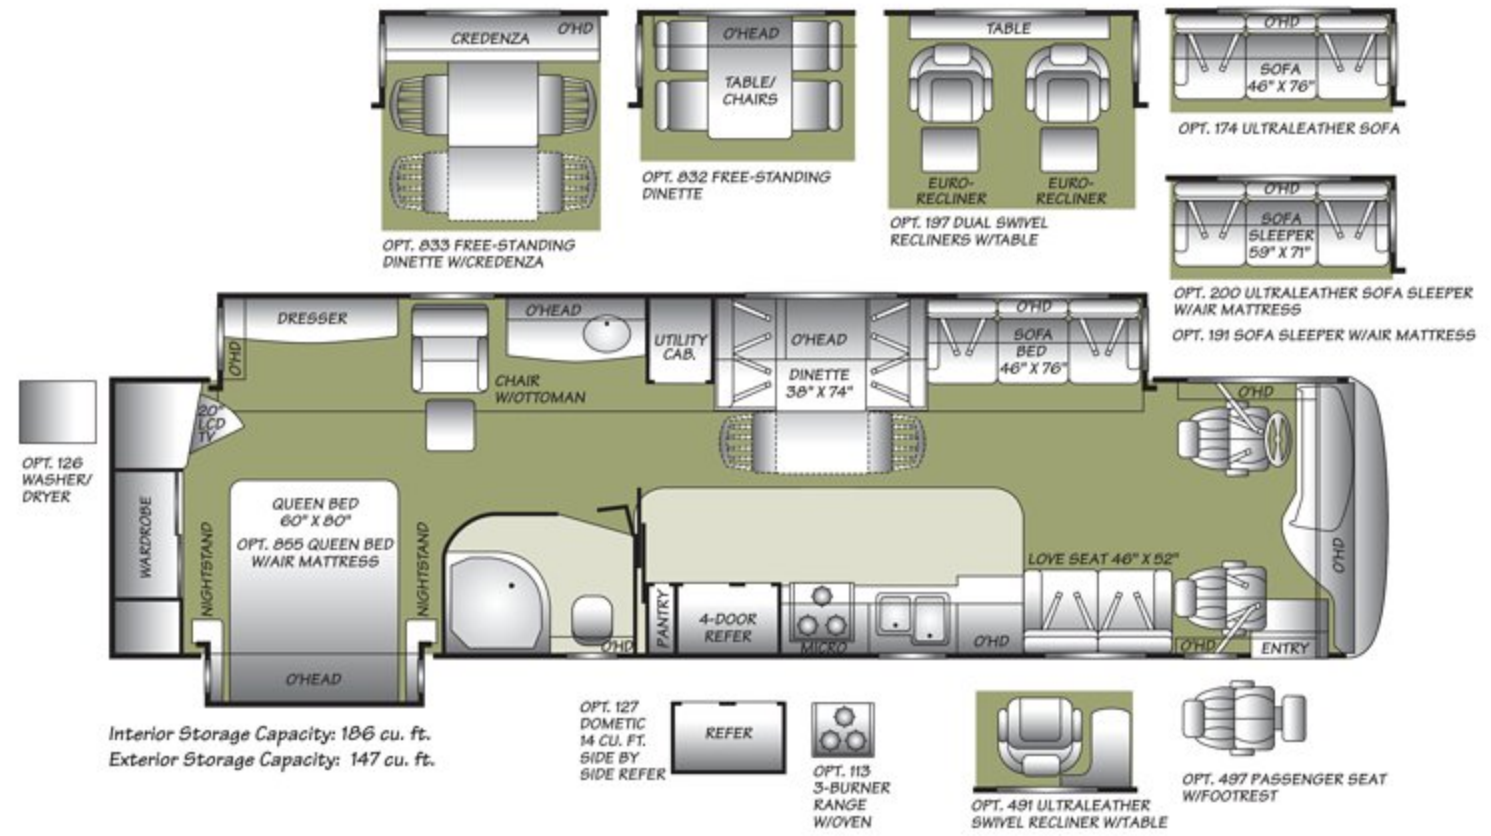 CREDENZA
O'HD
OPT. 833 FREE-STANDING
DINETTE W/CREDENZA
O'HEAD
TABLE/
CHAIRS
OPT. 832 FREE-STANDING
DINETTE
TABLE
EURO-
RECLINER
EURO-
RECLINER
OPT. 197 DUAL SWIVEL
RECLINERS W/TABLE
O'HD
SOFA
46" X 76"
OPT. 174 ULTRALEATHER SOFA
O'HD
SOFA
SLEEPER
59" X 71"
OPT. 200 ULTRALEATHER SOFA SLEEPER
W/AIR MATTRESS
OPT. 191 SOFA SLEEPER W/AIR MATTRESS
DRESSER
O'HD
CHAIR
W/OTTOMAN
O'HEAD
UTILITY
CAB.
O'HEAD
DINETTE
38" X 74"
O'HD
SOFA
BED
46" X 76"
O'HD
20"
LCD
TV
OPT. 126
WASHER/
DRYER
WARDROBE
NIGHTSTAND
QUEEN BED
60" X 80"
OPT. 855 QUEEN BED
W/AIR MATTRESS
NIGHTSTAND
O'HEAD
O'HD
PANTRY
4-DOOR
REFER
MICRO
O'HD
LOVE SEAT 46" X 52"
O'HD
ENTRY
O'HD
Interior Storage Capacity: 186 cu. ft.
Exterior Storage Capacity: 147 cu. ft.
OPT. 127
DOMETIC
14 CU. FT.
SIDE BY
SIDE REFER
REFER
OPT. 113
3-BURNER
RANGE
W/OVEN
OPT. 491 ULTRALEATHER
SWIVEL RECLINER W/TABLE
OPT. 497 PASSENGER SEAT
W/FOOTREST